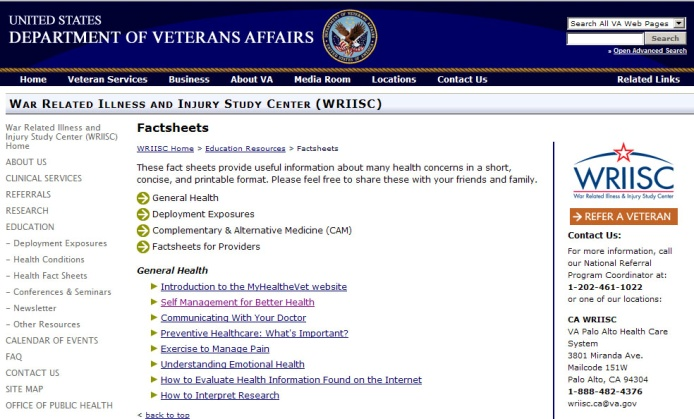 UNITED STATES
DEPARTMENT OF VETERANS AFFAIRS
Search All VA Web Pages
Search
» Open Advanced Search
Home Veteran Services Business About VA Media Room Locations Contact Us Related Links
WAR RELATED ILLNESS AND INJURY STUDY CENTER (WRIISC)
War Related Illness and
Injury Study Center (WRIISC)
Home
ABOUT US
CLINICAL SERVICES
REFERRALS
RESEARCH
EDUCATION
– Deployment Exposures
– Health Conditions
– Health Fact Sheets
– Conferences & Seminars
– Newsletter
– Other Resources
CALENDAR OF EVENTS
FAQ
CONTACT US
SITE MAP
OFFICE OF PUBLIC HEALTH
Factsheets
WRIISC Home > Education Resources > Factsheets
These fact sheets provide useful information about many health concerns in a short,
concise, and printable format. Please feel free to share these with your friends and family.
General Health
Deployment Exposures
Complementary & Alternative Medicine (CAM)
Factsheets for Providers
General Health
Introduction to the MyHealtheVet website
Self Management for Better Health
Communicating With Your Doctor
Preventive Healthcare: What's Important?
Exercise to Manage Pain
Understanding Emotional Health
How to Evaluate Health Information Found on the Internet
How to Interpret Research
< back to top
WRIISC
War Related Illness & Injury Study Center
REFER A VETERAN
Contact Us:
For more information, call
our National Referral
Program Coordinator at:
1-202-461-1022
or one of our locations:
CA WRIISC
VA Palo Alto Health Care
System
3801 Miranda Ave.
Mailcode 151W
Palo Alto, CA 94304
1-888-482-4376
wriisc.ca@va.gov